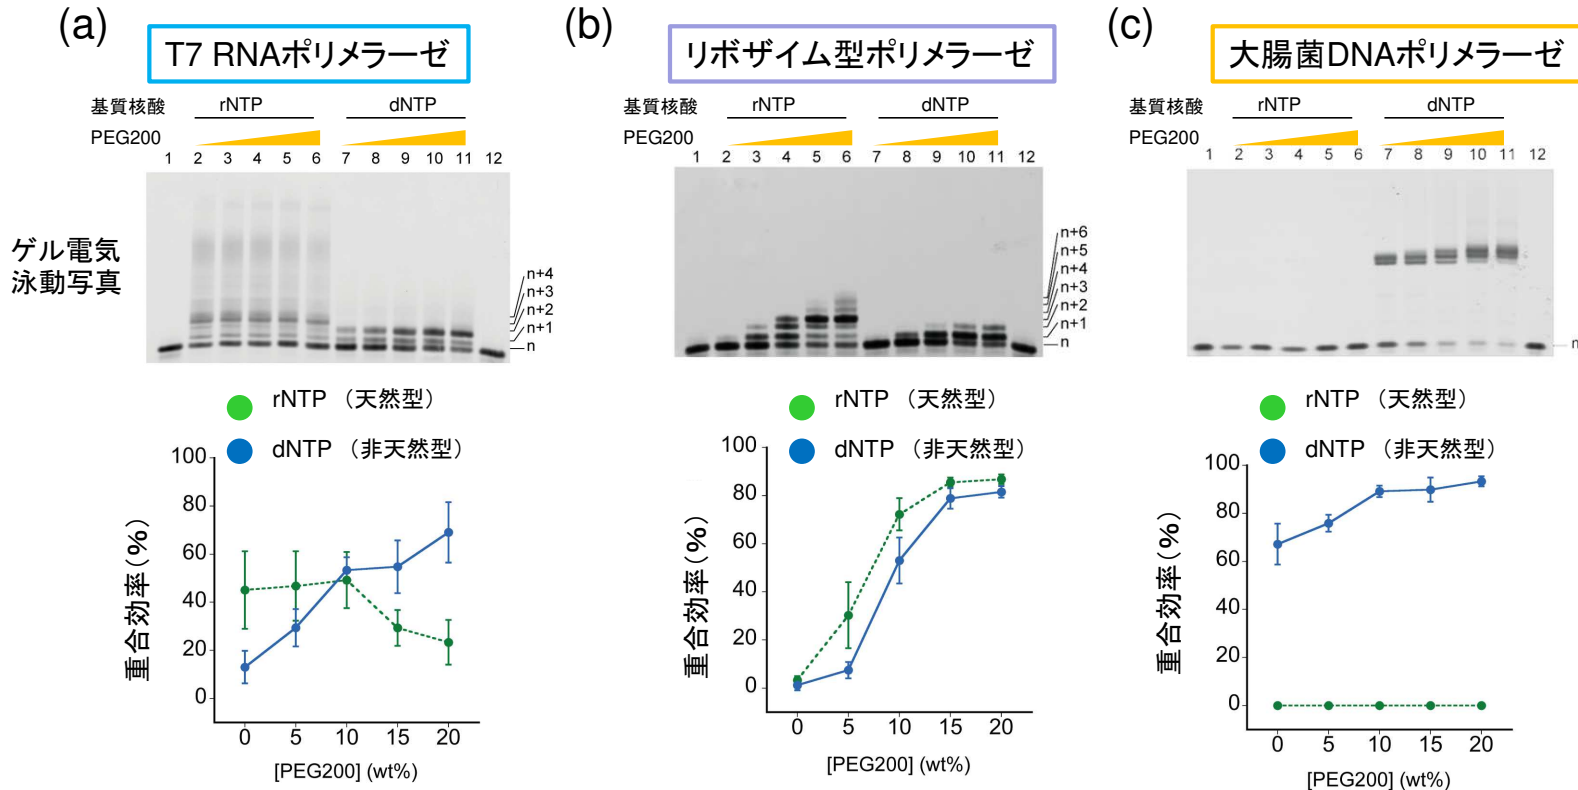 (a)
T7 RNAポリメラーゼ
基質核酸 rNTP dNTP
PEG200
1 2 3 4 5 6 7 8 9 10 11 12
ゲル電気
泳動写真
n+4
n+3
n+2
n+1
n
rNTP （天然型）
dNTP （非天然型）
重合効率（%）
100
80
60
40
20
0
0 5 10 15 20
[PEG200] (wt%)
(b)
リボザイム型ポリメラーゼ
基質核酸 rNTP dNTP
PEG200
1 2 3 4 5 6 7 8 9 10 11 12
n+6
n+5
n+4
n+3
n+2
n+1
n
rNTP （天然型）
dNTP （非天然型）
重合効率（%）
100
80
60
40
20
0
0 5 10 15 20
[PEG200] (wt%)
(c)
大腸菌DNAポリメラーゼ
基質核酸 rNTP dNTP
PEG200
1 2 3 4 5 6 7 8 9 10 11 12
n
rNTP （天然型）
dNTP （非天然型）
重合効率（%）
100
80
60
40
20
0
0 5 10 15 20
[PEG200] (wt%)